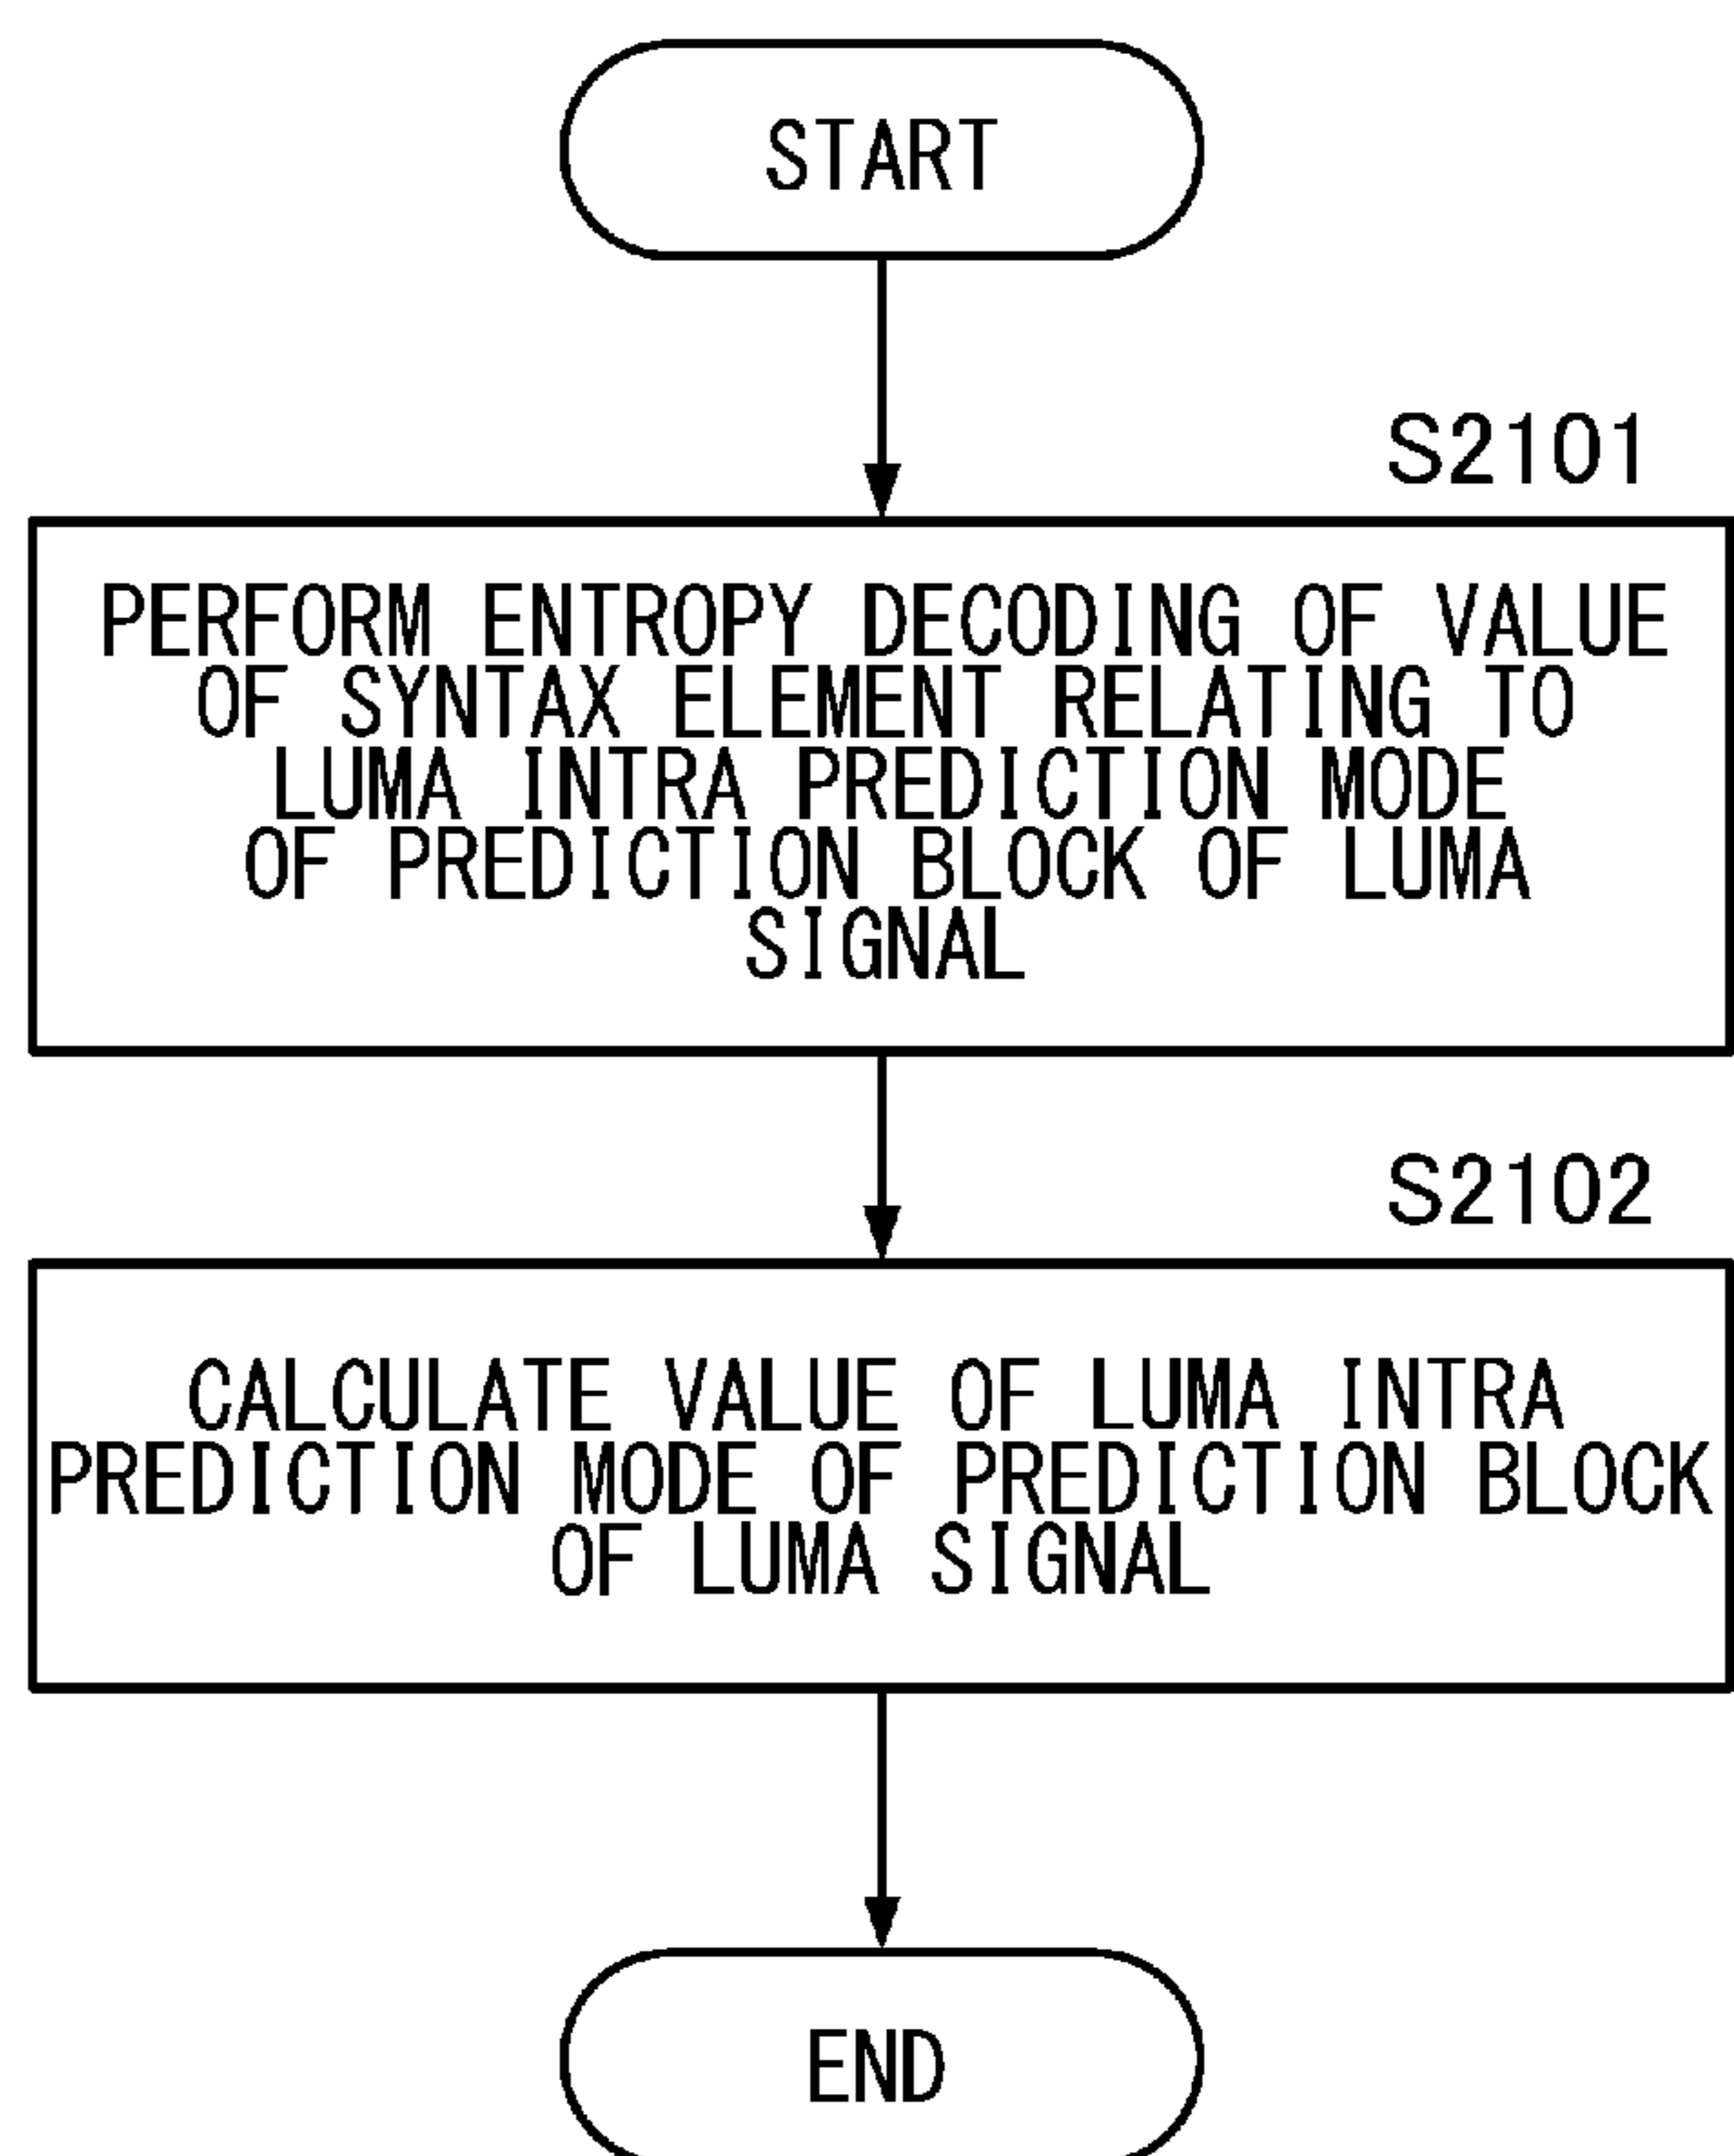 START
S2101
PERFORM ENTROPY DECODING OF VALUE
OF SYNTAX ELEMENT RELATING TO
LUMA INTRA PREDICTION MODE
OF PREDICTION BLOCK OF LUMA
SIGNAL
S2102
CALCULATE VALUE OF LUMA INTRA
PREDICTION MODE OF PREDICTION BLOCK
OF LUMA SIGNAL
END